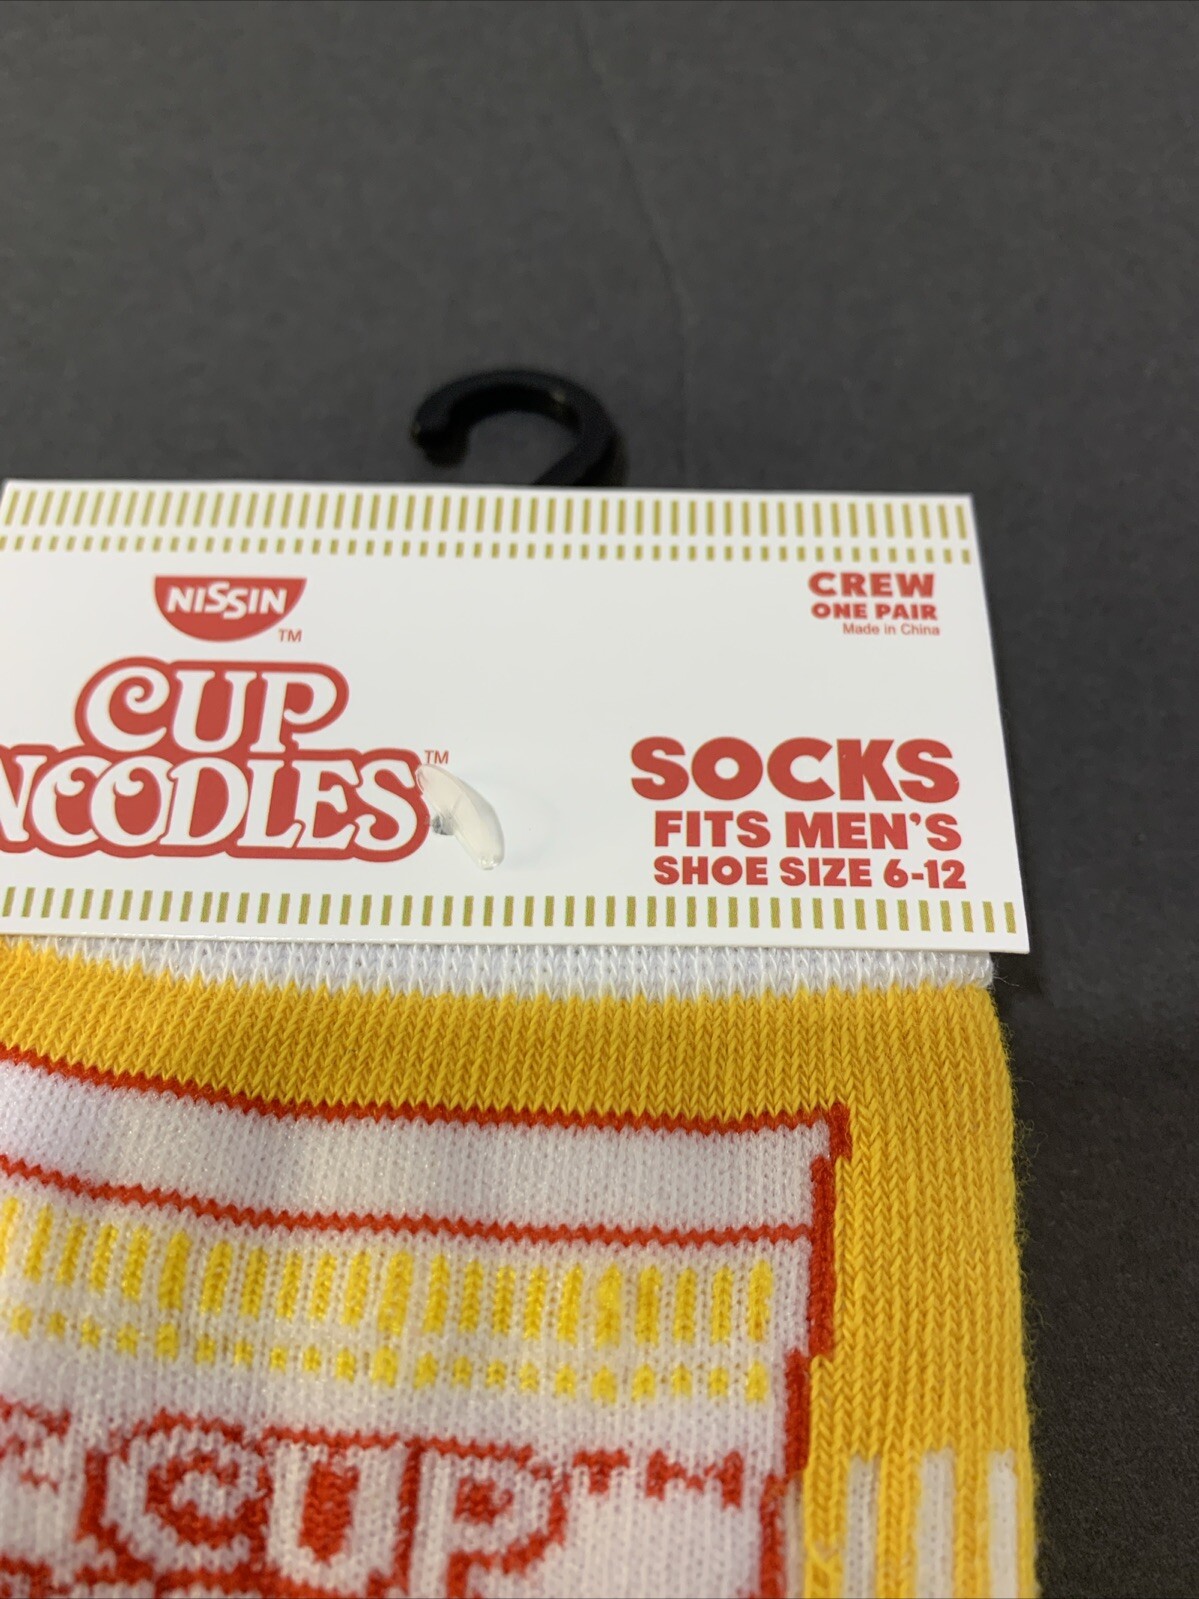 NISSIN
TM
CUP
NOODLES
TM
CREW
ONE PAIR
Made in China
SOCKS
FITS MEN'S
SHOE SIZE 6-12
CUP TM